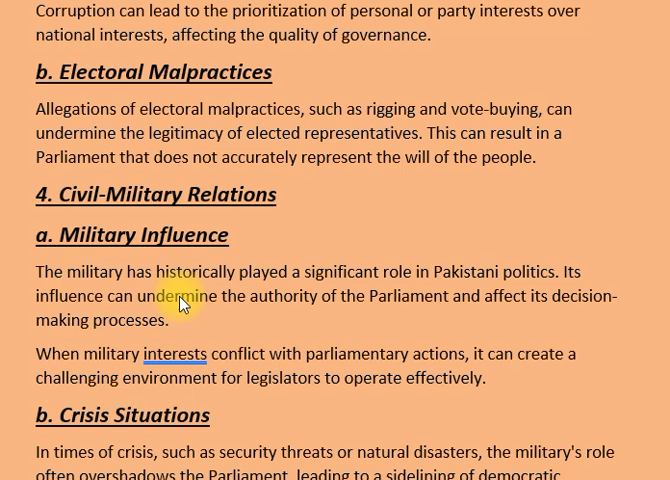 Corruption can lead to the prioritization of personal or party interests over
national interests, affecting the quality of governance.
b. Electoral Malpractices
Allegations of electoral malpractices, such as rigging and vote-buying, can
undermine the legitimacy of elected representatives. This can result in a
Parliament that does not accurately represent the will of the people.
4. Civil-Military Relations
a. Military Influence
The military has historically played a significant role in Pakistani politics. Its
influence can undermine the authority of the Parliament and affect its decision-
making processes.
When military interests conflict with parliamentary actions, it can create a
challenging environment for legislators to operate effectively.
b. Crisis Situations
In times of crisis, such as security threats or natural disasters, the military's role
often overshadows the Parliament, leading to a sidelining of democratic